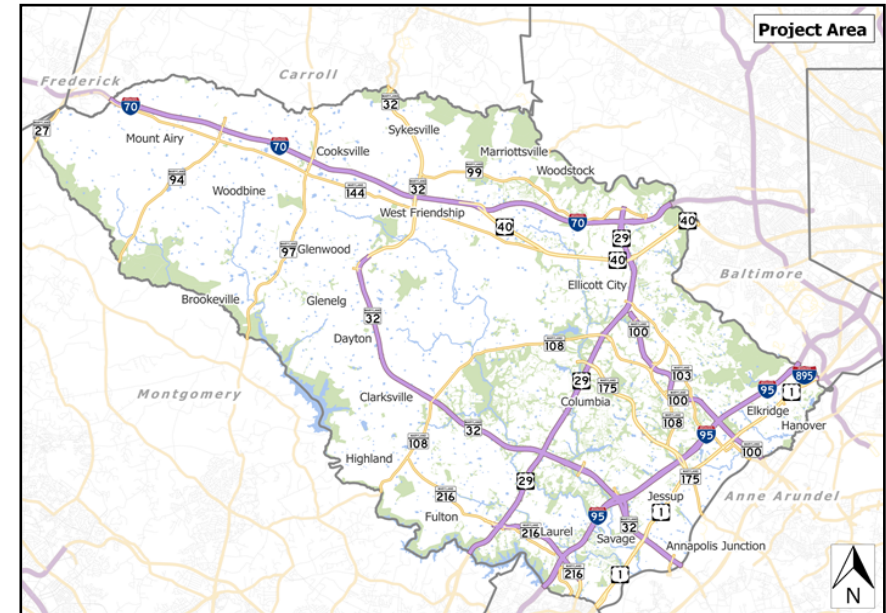 Project Area
Frederick
Carroll
70
32
27
Mount Airy
70
Sykesville
Cooksville
Marriottsville
94
99
Woodstock
Woodbine
144
32
West Friendship
40
70
40
29
97
Glenwood
40
Baltimore
Ellicott City
Brookeville
Glenelg
32
Dayton
100
108
103
895
29
175
95
1
Montgomery
Clarksville
Columbia
100
Elkridge
108
Hanover
32
95
108
100
Highland
175
29
Anne Arundel
216
Jessup
Fulton
95
1
32
216
Laurel
Savage
Annapolis Junction
216
1
N